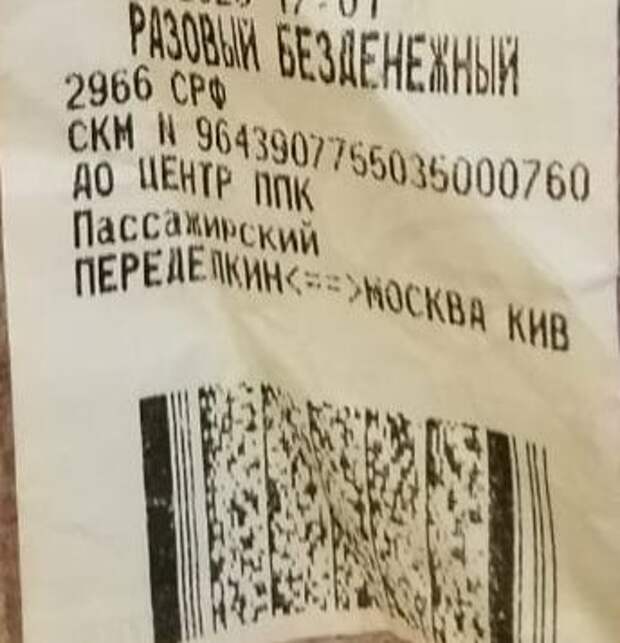 РАЗОВЫЙ БЕЗДЕНЕЖНЫЙ
2966 СРФ
СКМ N 9643907755035000760
АО ЦЕНТР ППК
Пассажирский
ПЕРЕДЕЛКИН<==>МОСКВА КИВ